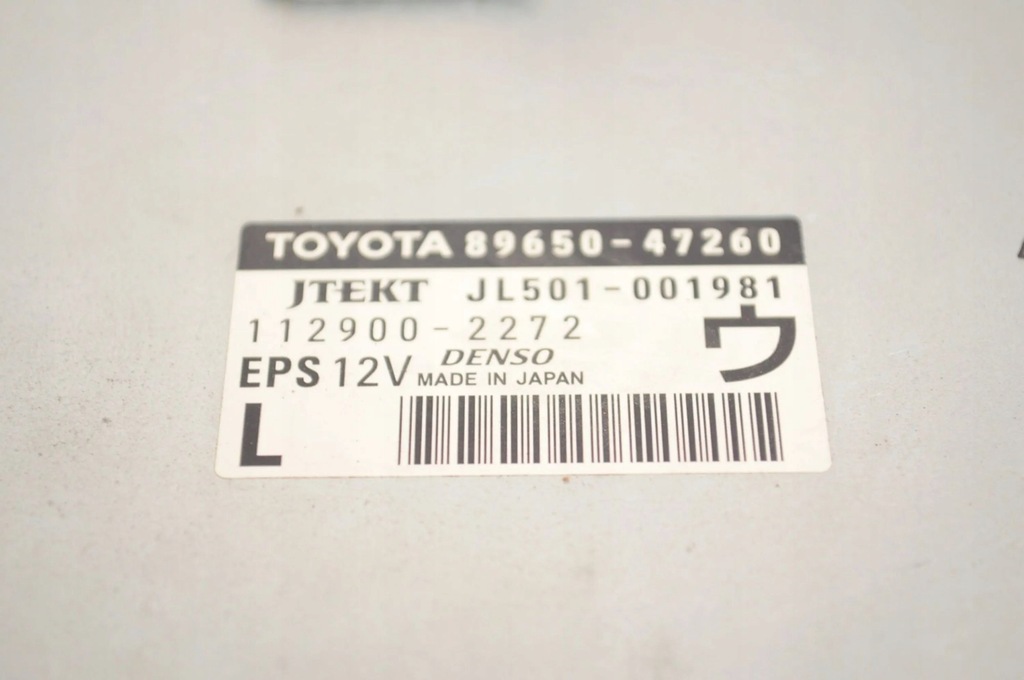 TOYOTA 89650-47260
JTEKT JL501-001981
112900-2272
ウ
EPS 12V DENSO
MADE IN JAPAN
L